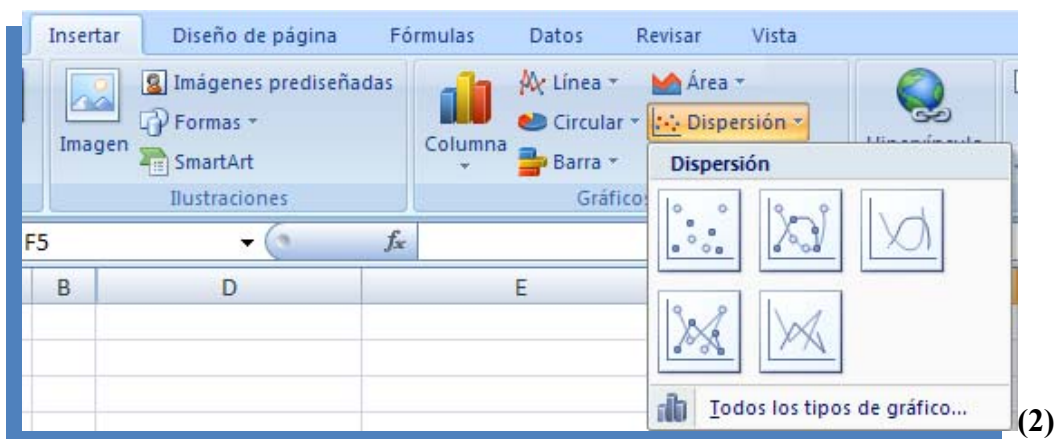 Insertar Diseño de página Fórmulas Datos Revisar Vista
Imágenes prediseñadas Línea Área
Formas Circular Dispersión
Imagen Columna Hipervínculo
SmartArt Barra Dispersión
Ilustraciones Gráficos
F5 fx
B D E
Todos los tipos de gráfico...
(2)